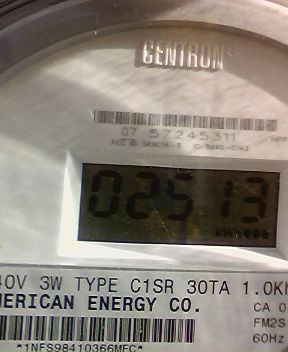 CENTRON®
07 57245311
02513
40V 3W TYPE C1SR 30TA 1.0K
MERICAN ENERGY CO.
CA 0
FM2S
60Hz
*1NFS98410366MFC*